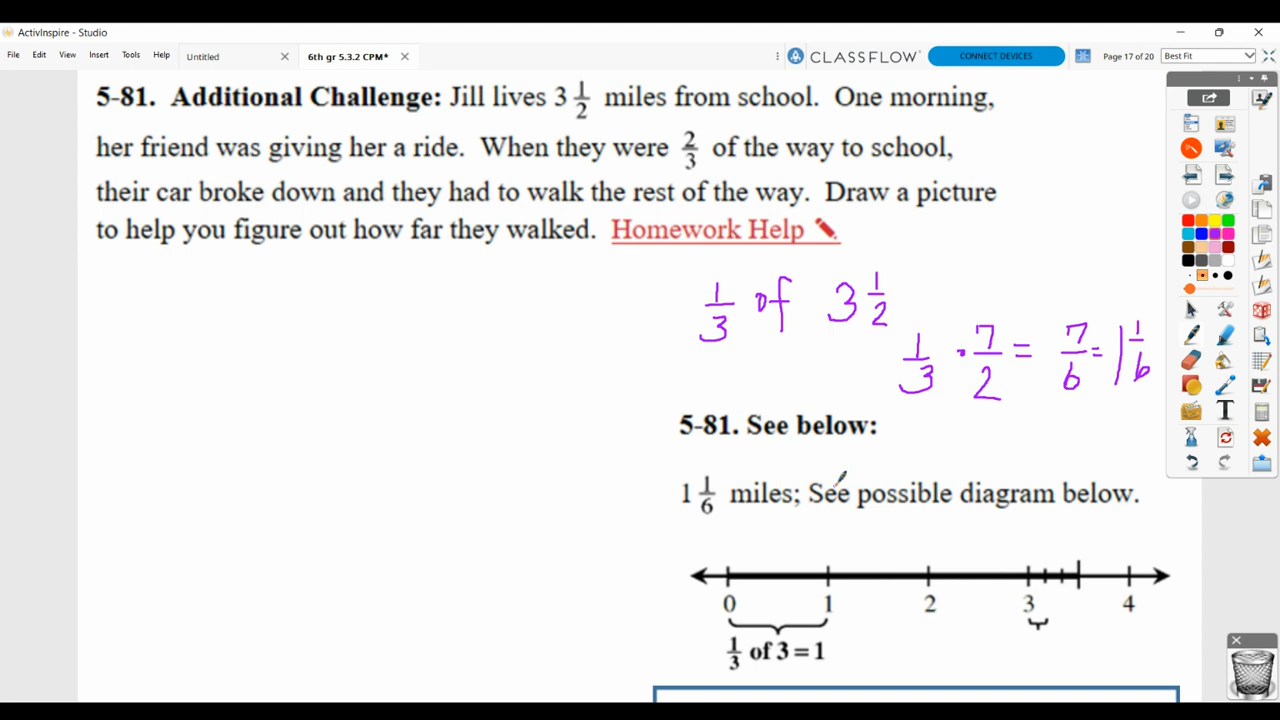 ActivInspire - Studio
File Edit View Insert Tools Help Untitled 6th gr 5.3.2 CPM* CLASSFLOW CONNECT DEVICES Page 17 of 20 Best Fit
5-81. Additional Challenge: Jill lives 3 1/2 miles from school. One morning,
her friend was giving her a ride. When they were 2/3 of the way to school,
their car broke down and they had to walk the rest of the way. Draw a picture
to help you figure out how far they walked. Homework Help
1/3 of 3 1/2
1/3 · 7/2 = 7/6 = 1 1/6
5-81. See below:
1 1/6 miles; See possible diagram below.
0 1 2 3 4
1/3 of 3 = 1